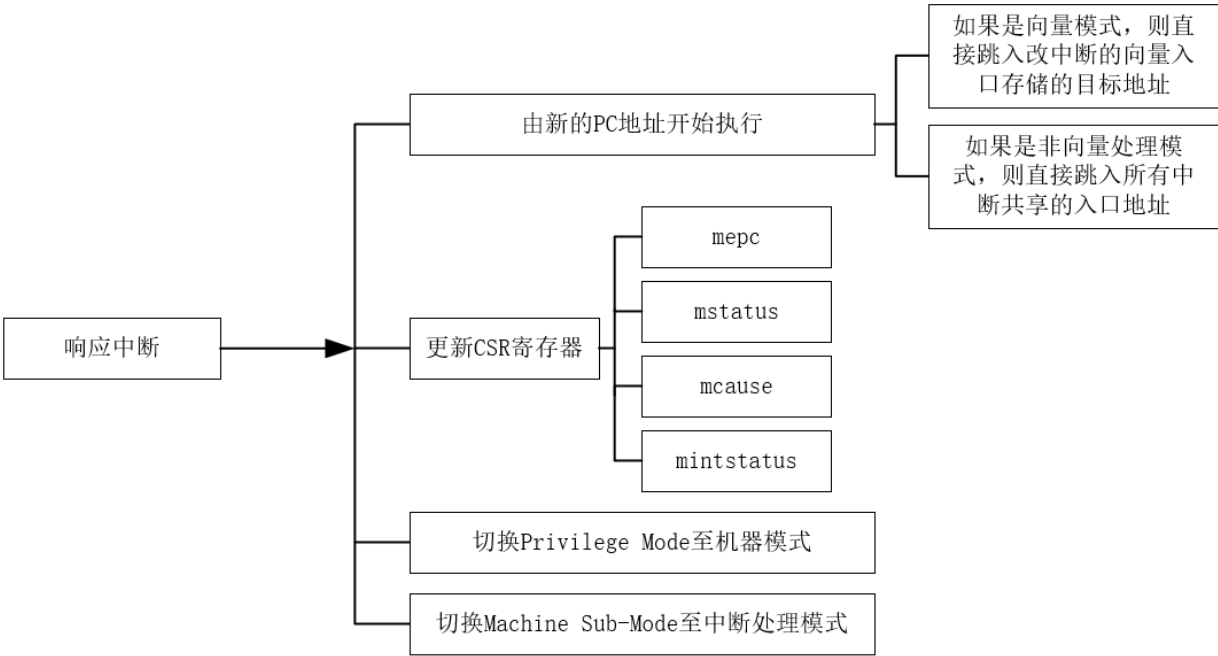 如果是向量模式，则直
接跳入改中断的向量入
口存储的目标地址
由新的PC地址开始执行
如果是非向量处理模
式，则直接跳入所有中
断共享的入口地址
mepc
mstatus
响应中断
更新CSR寄存器
mcause
mintstatus
切换Privilege Mode至机器模式
切换Machine Sub-Mode至中断处理模式